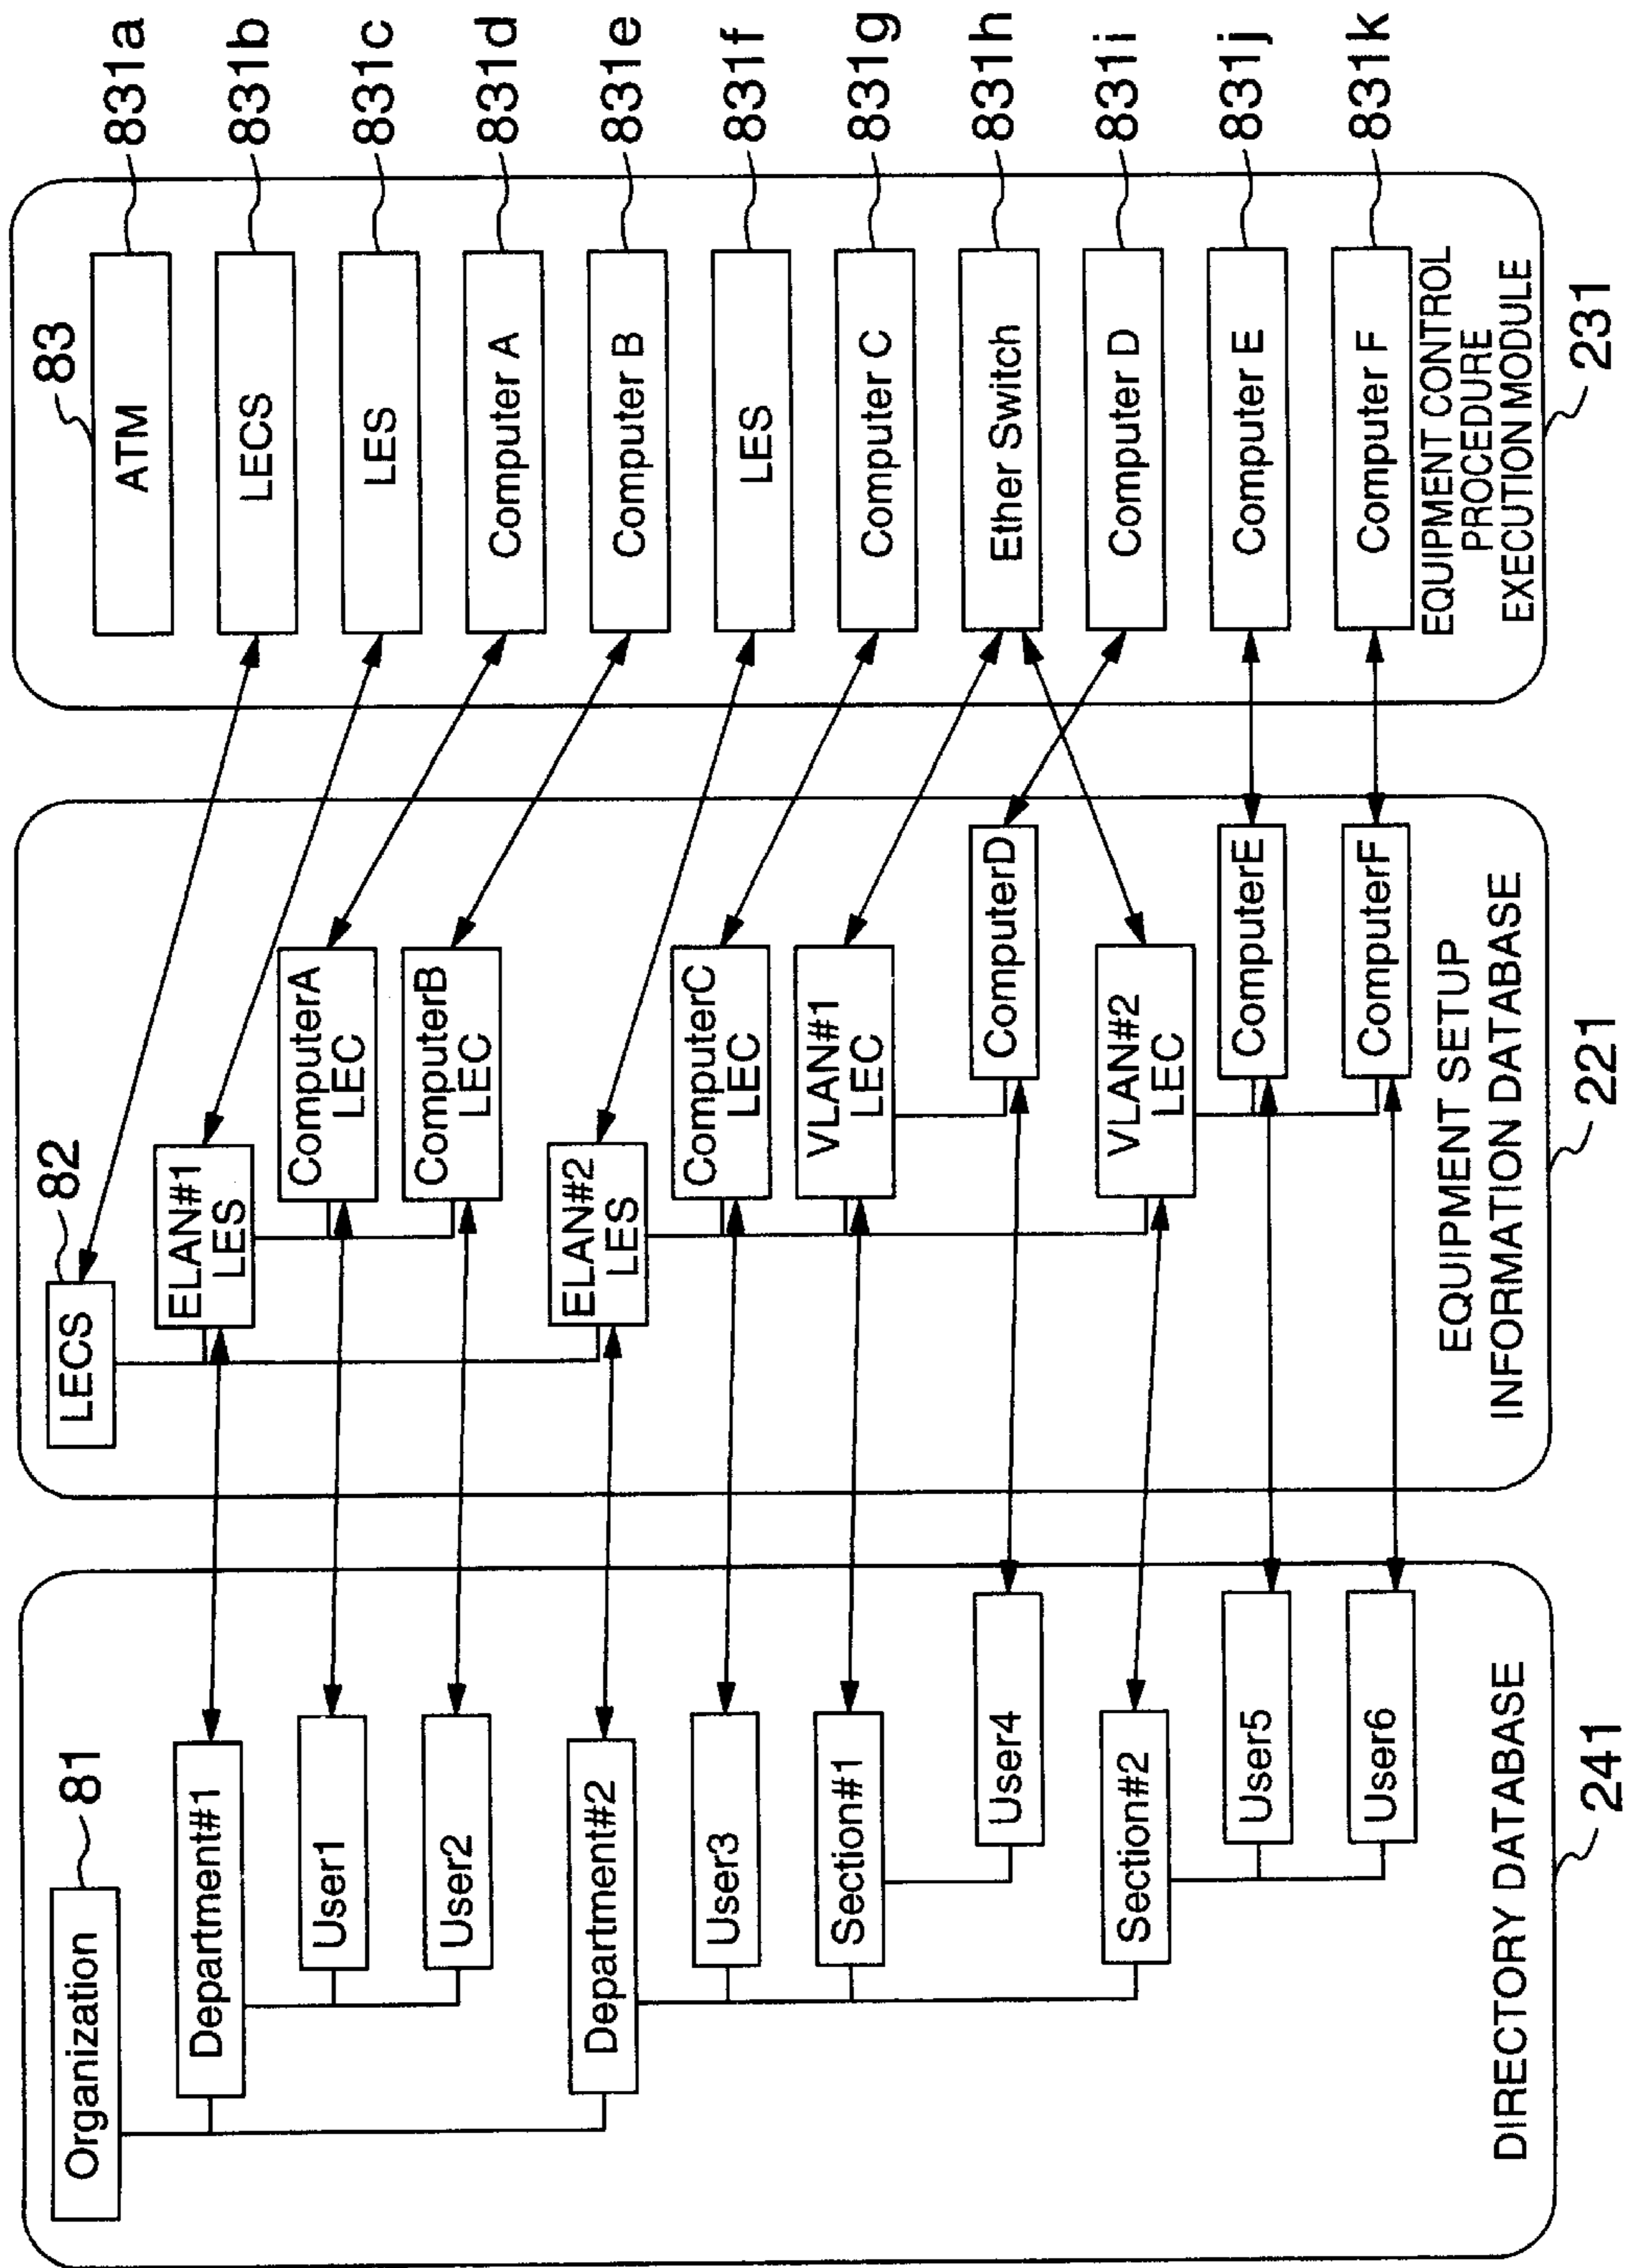 Organization
81
Department#1
User1
User2
Department#2
User3
Section#1
User4
Section#2
User5
User6
DIRECTORY DATABASE
241
LECS
82
ELAN#1
LES
ComputerA
LEC
ComputerB
LEC
ELAN#2
LES
ComputerC
LEC
VLAN#1
LEC
ComputerD
VLAN#2
LEC
ComputerE
ComputerF
EQUIPMENT SETUP
INFORMATION DATABASE
221
83
ATM
831a
LECS
831b
LES
831c
Computer A
831d
Computer B
831e
LES
831f
Computer C
831g
Ether Switch
831h
Computer D
831i
Computer E
831j
Computer F
831k
EQUIPMENT CONTROL
PROCEDURE
EXECUTION MODULE
231